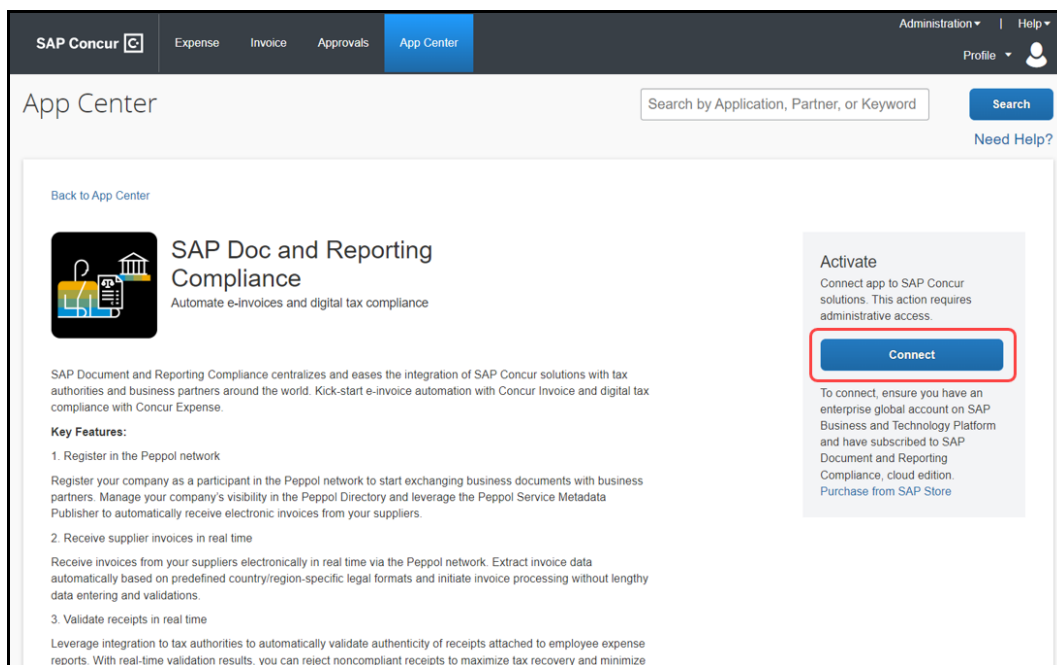 SAP Concur C
Expense
Invoice
Approvals
App Center
Administration
|
Help
Profile
App Center
Search by Application, Partner, or Keyword
Search
Need Help?
Back to App Center
SAP Doc and Reporting
Compliance
Automate e-invoices and digital tax compliance
SAP Document and Reporting Compliance centralizes and eases the integration of SAP Concur solutions with tax
authorities and business partners around the world. Kick-start e-invoice automation with Concur Invoice and digital tax
compliance with Concur Expense.
Key Features:
1. Register in the Peppol network
Register your company as a participant in the Peppol network to start exchanging business documents with business
partners. Manage your company's visibility in the Peppol Directory and leverage the Peppol Service Metadata
Publisher to automatically receive electronic invoices from your suppliers.
2. Receive supplier invoices in real time
Receive invoices from your suppliers electronically in real time via the Peppol network. Extract invoice data
automatically based on predefined country/region-specific legal formats and initiate invoice processing without lengthy
data entering and validations.
3. Validate receipts in real time
Leverage integration to tax authorities to automatically validate authenticity of receipts attached to employee expense
reports. With real-time validation results, you can reject noncompliant receipts to maximize tax recovery and minimize
Activate
Connect app to SAP Concur
solutions. This action requires
administrative access.
Connect
To connect, ensure you have an
enterprise global account on SAP
Business and Technology Platform
and have subscribed to SAP
Document and Reporting
Compliance, cloud edition.
Purchase from SAP Store